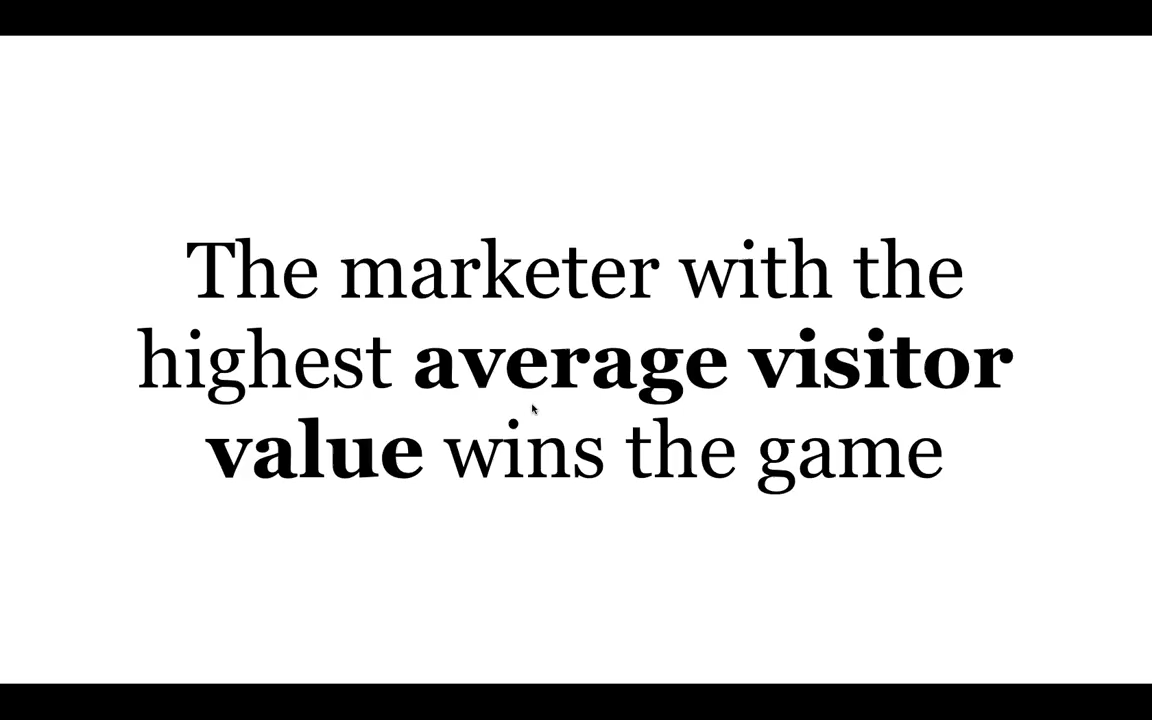 The marketer with the
highest average visitor
value wins the game